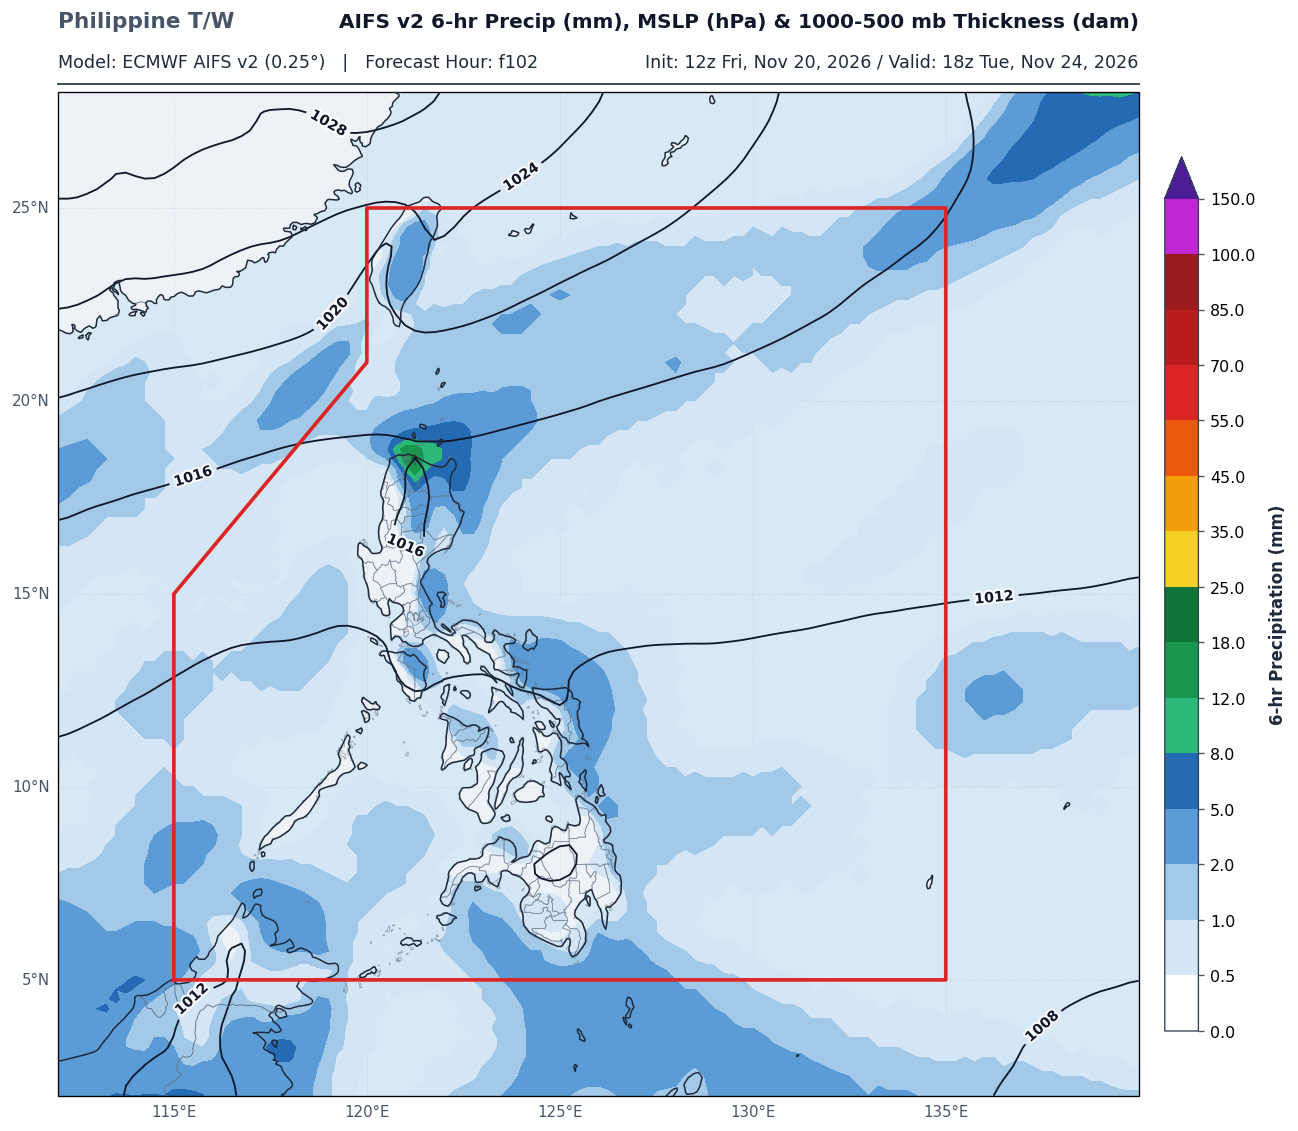 Philippine T/W
AIFS v2 6-hr Precip (mm), MSLP (hPa) & 1000-500 mb Thickness (dam)
Model: ECMWF AIFS v2 (0.25°) | Forecast Hour: f102
Init: 12z Fri, Nov 20, 2026 / Valid: 18z Tue, Nov 24, 2026
1028
1024
1020
1016
1016
1012
1012
1008
25°N
20°N
15°N
10°N
5°N
115°E
120°E
125°E
130°E
135°E
150.0
100.0
85.0
70.0
55.0
45.0
35.0
25.0
18.0
12.0
8.0
5.0
2.0
1.0
0.5
0.0
6-hr Precipitation (mm)